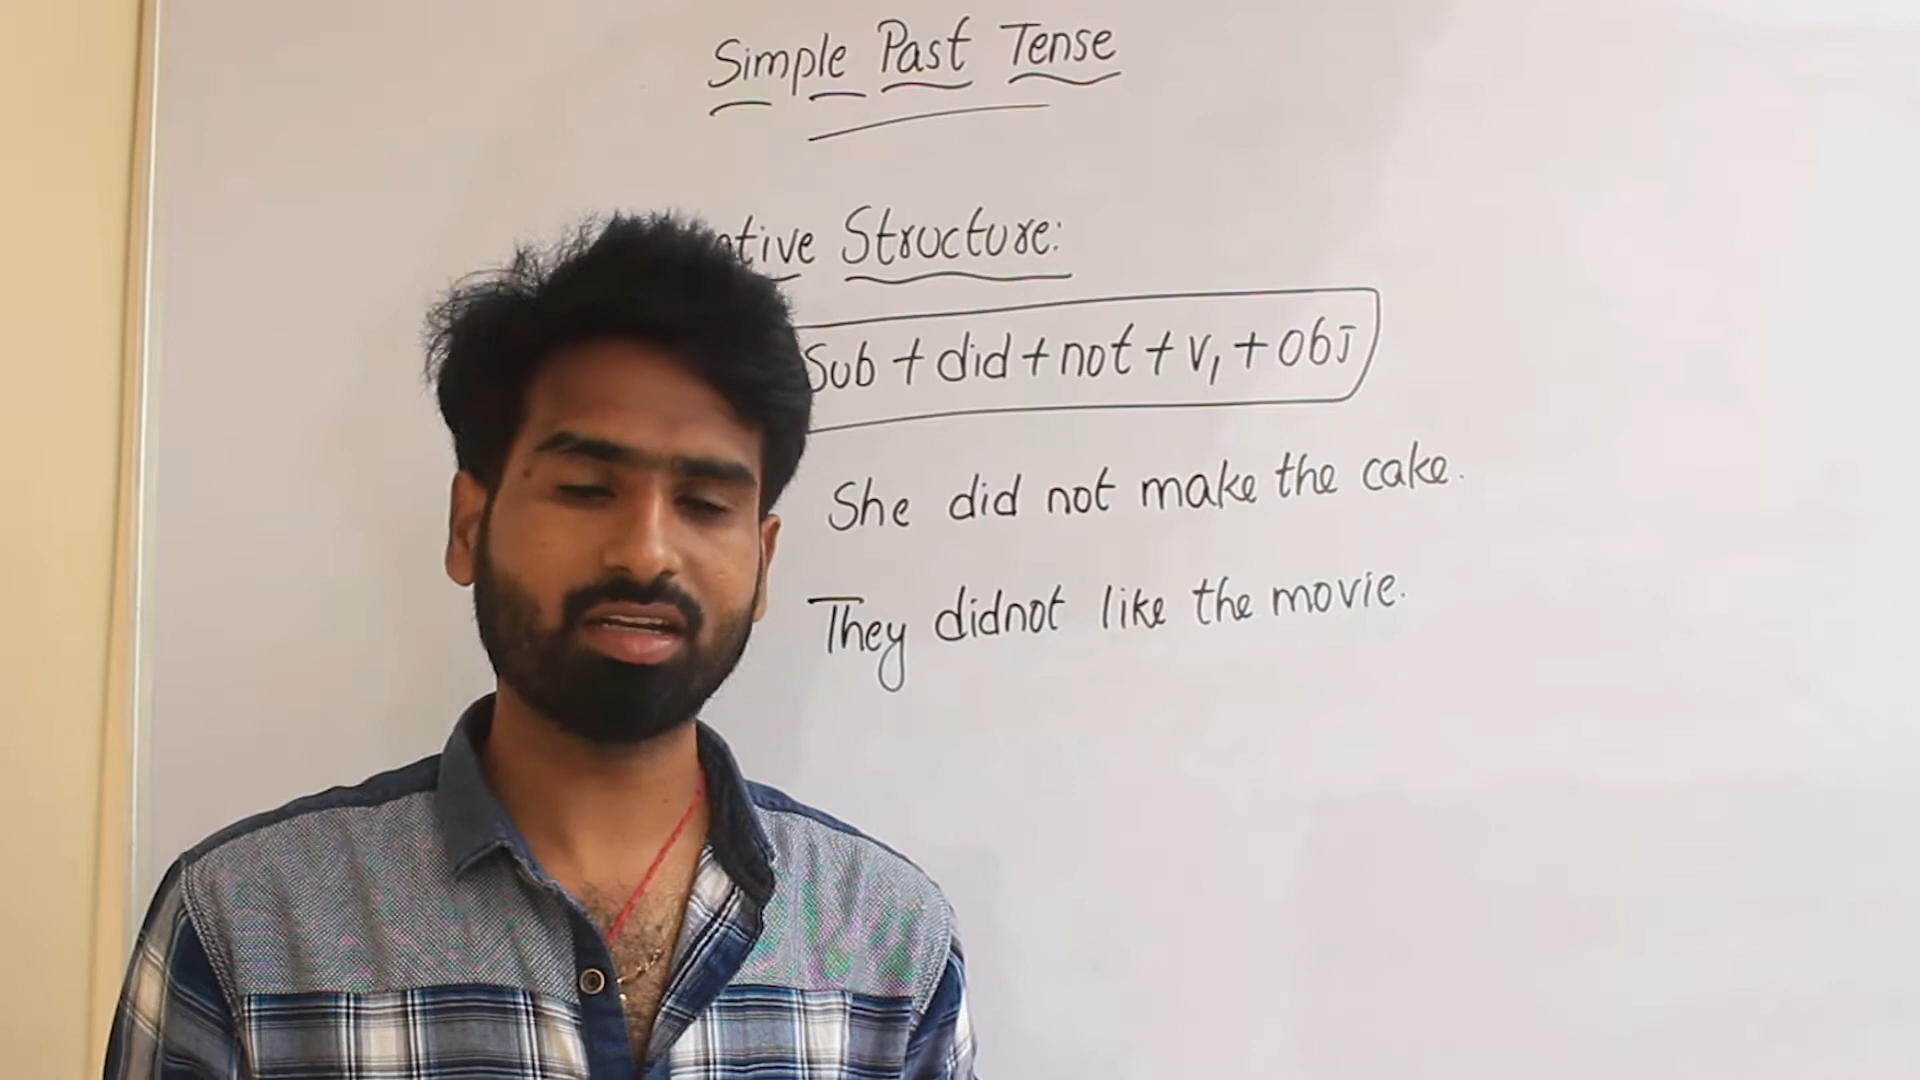 Simple Past Tense
Structure:
Sub + did + not + V₁ + obj
She did not make the cake.
They didnot like the movie.